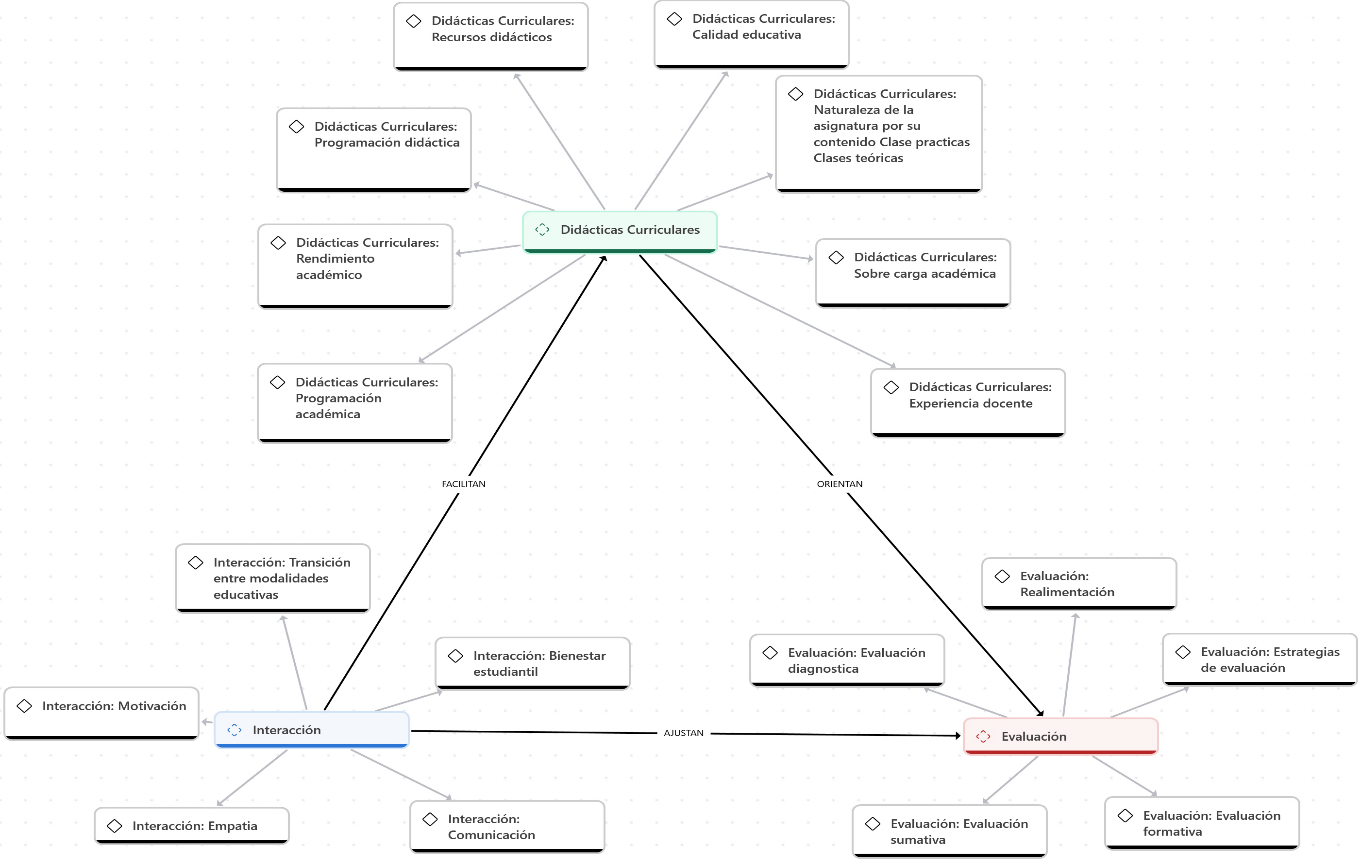 Didácticas Curriculares:
Recursos didácticos
Didácticas Curriculares:
Calidad educativa
Didácticas Curriculares:
Naturaleza de la
asignatura por su
contenido Clase practicas
Clases teóricas
Didácticas Curriculares:
Programación didáctica
Didácticas Curriculares
Didácticas Curriculares:
Rendimiento
académico
Didácticas Curriculares:
Sobre carga académica
Didácticas Curriculares:
Programación
académica
Didácticas Curriculares:
Experiencia docente
FACILITAN
ORIENTAN
Interacción: Transición
entre modalidades
educativas
Evaluación:
Realimentación
Interacción: Bienestar
estudiantil
Evaluación: Evaluación
diagnostica
Evaluación: Estrategias
de evaluación
Interacción: Motivación
Interacción
AJUSTAN
Evaluación
Interacción: Empatia
Interacción:
Comunicación
Evaluación: Evaluación
sumativa
Evaluación: Evaluación
formativa